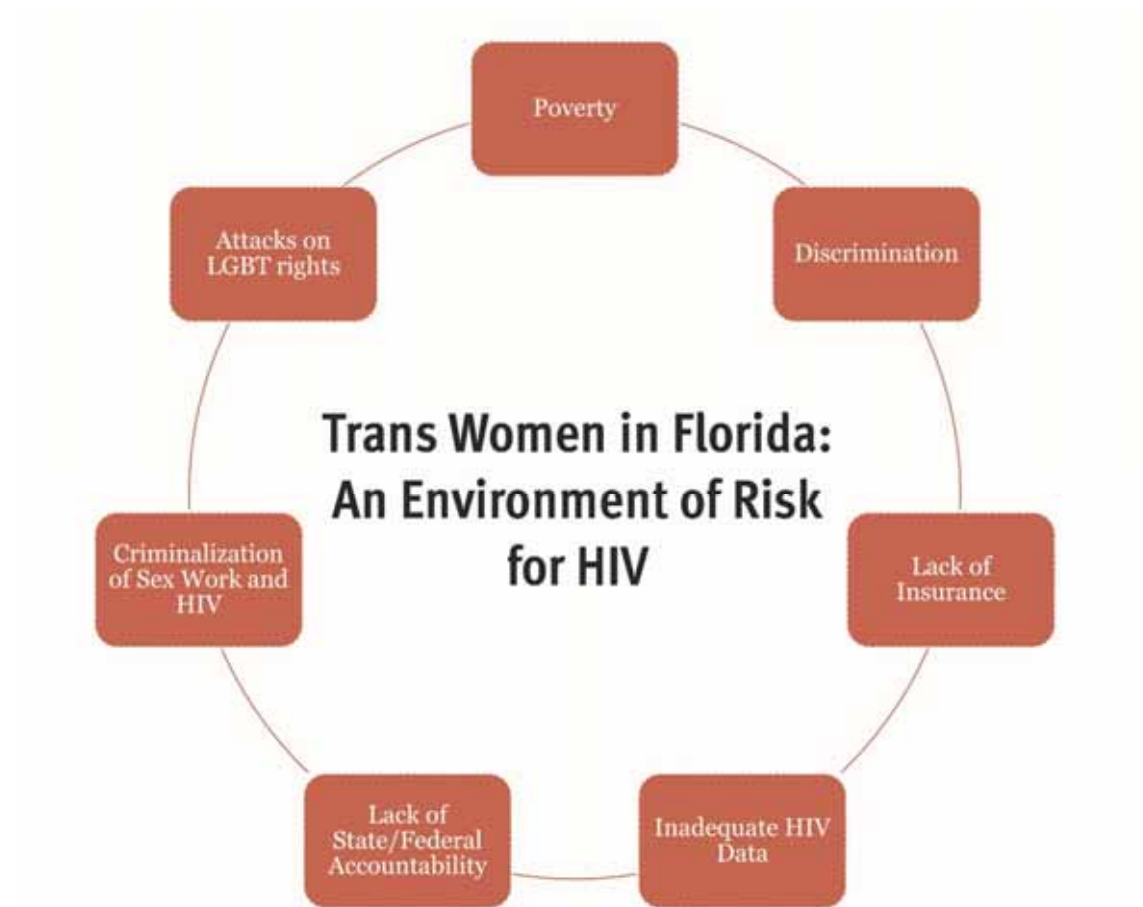 Poverty
Discrimination
Lack of
Insurance
Inadequate HIV
Data
Lack of
State/Federal
Accountability
Criminalization
of Sex Work and
HIV
Attacks on
LGBT rights
Trans Women in Florida:
An Environment of Risk
for HIV